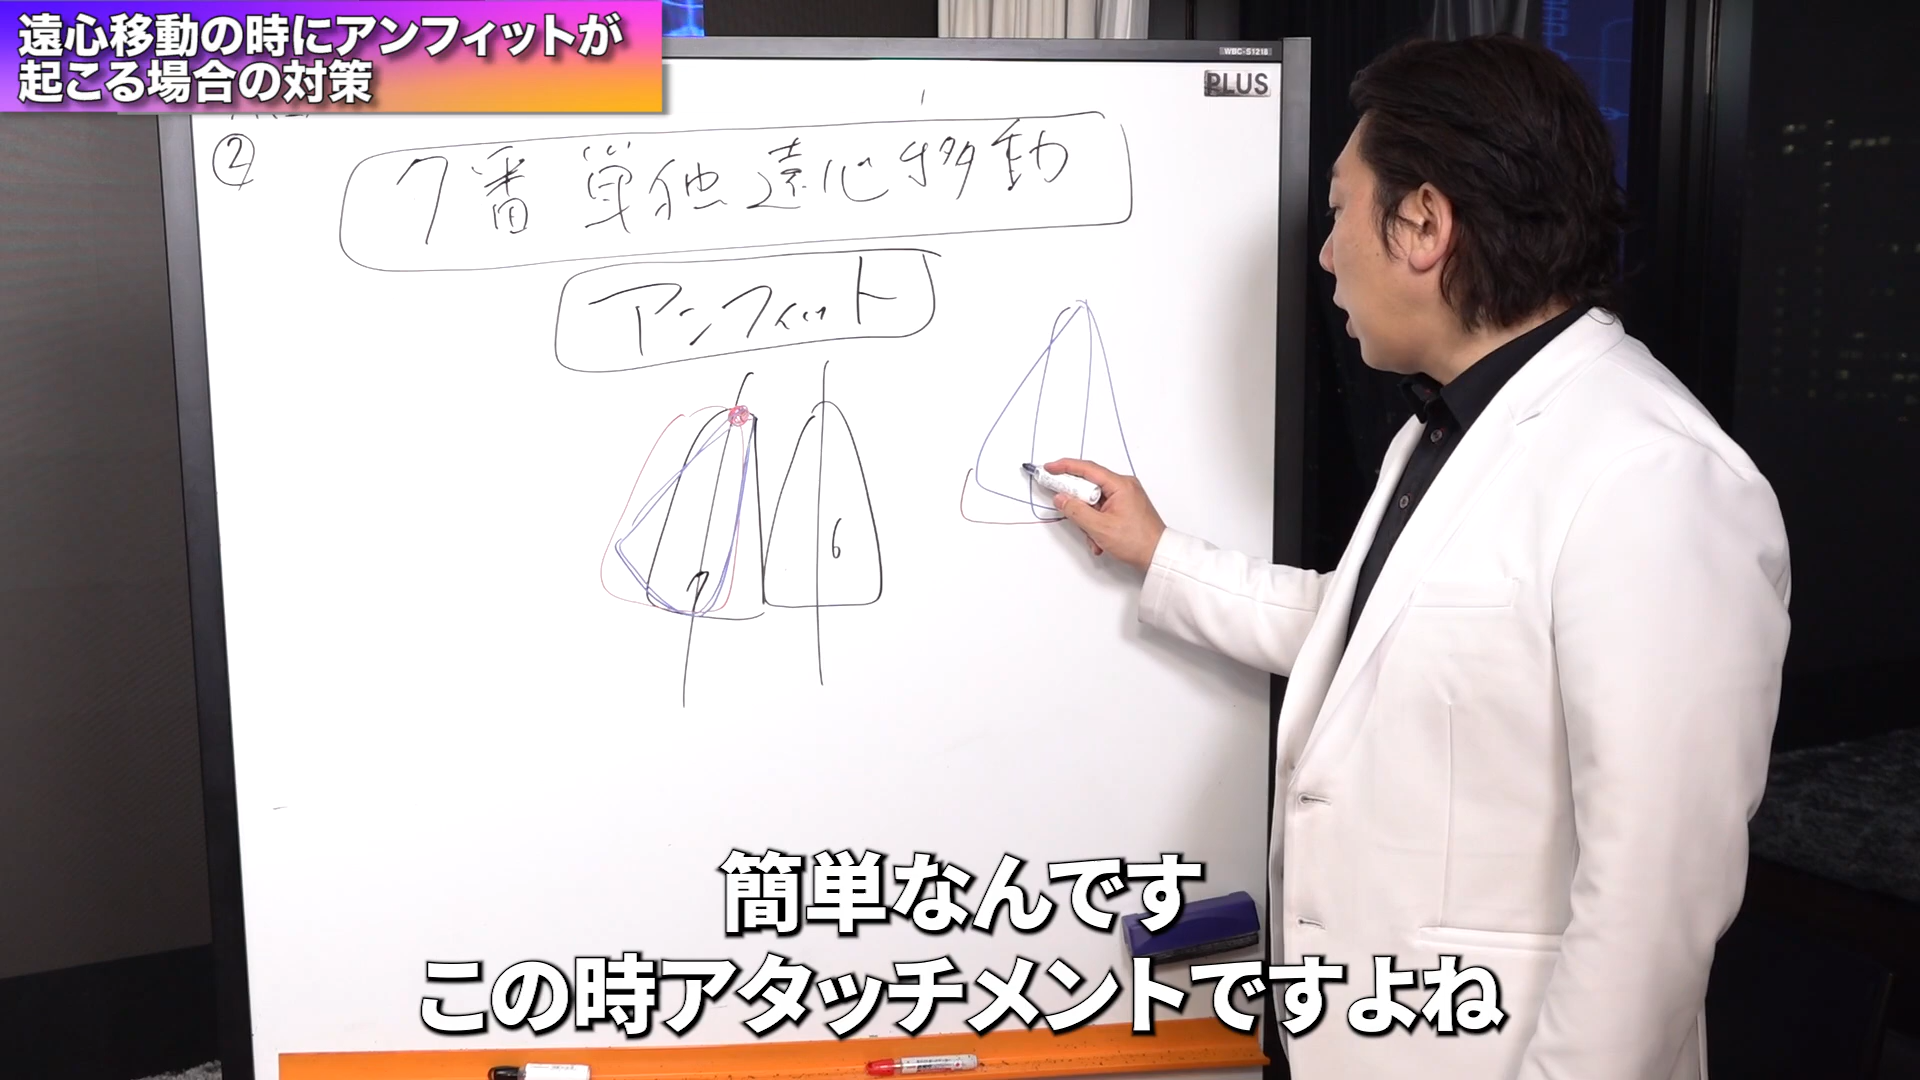 遠心移動の時にアンフィットが
起こる場合の対策
WBC-S1218
PLUS
②
7番単独遠心移動
アンフィット
7
6
簡単なんです
この時アタッチメントですよね